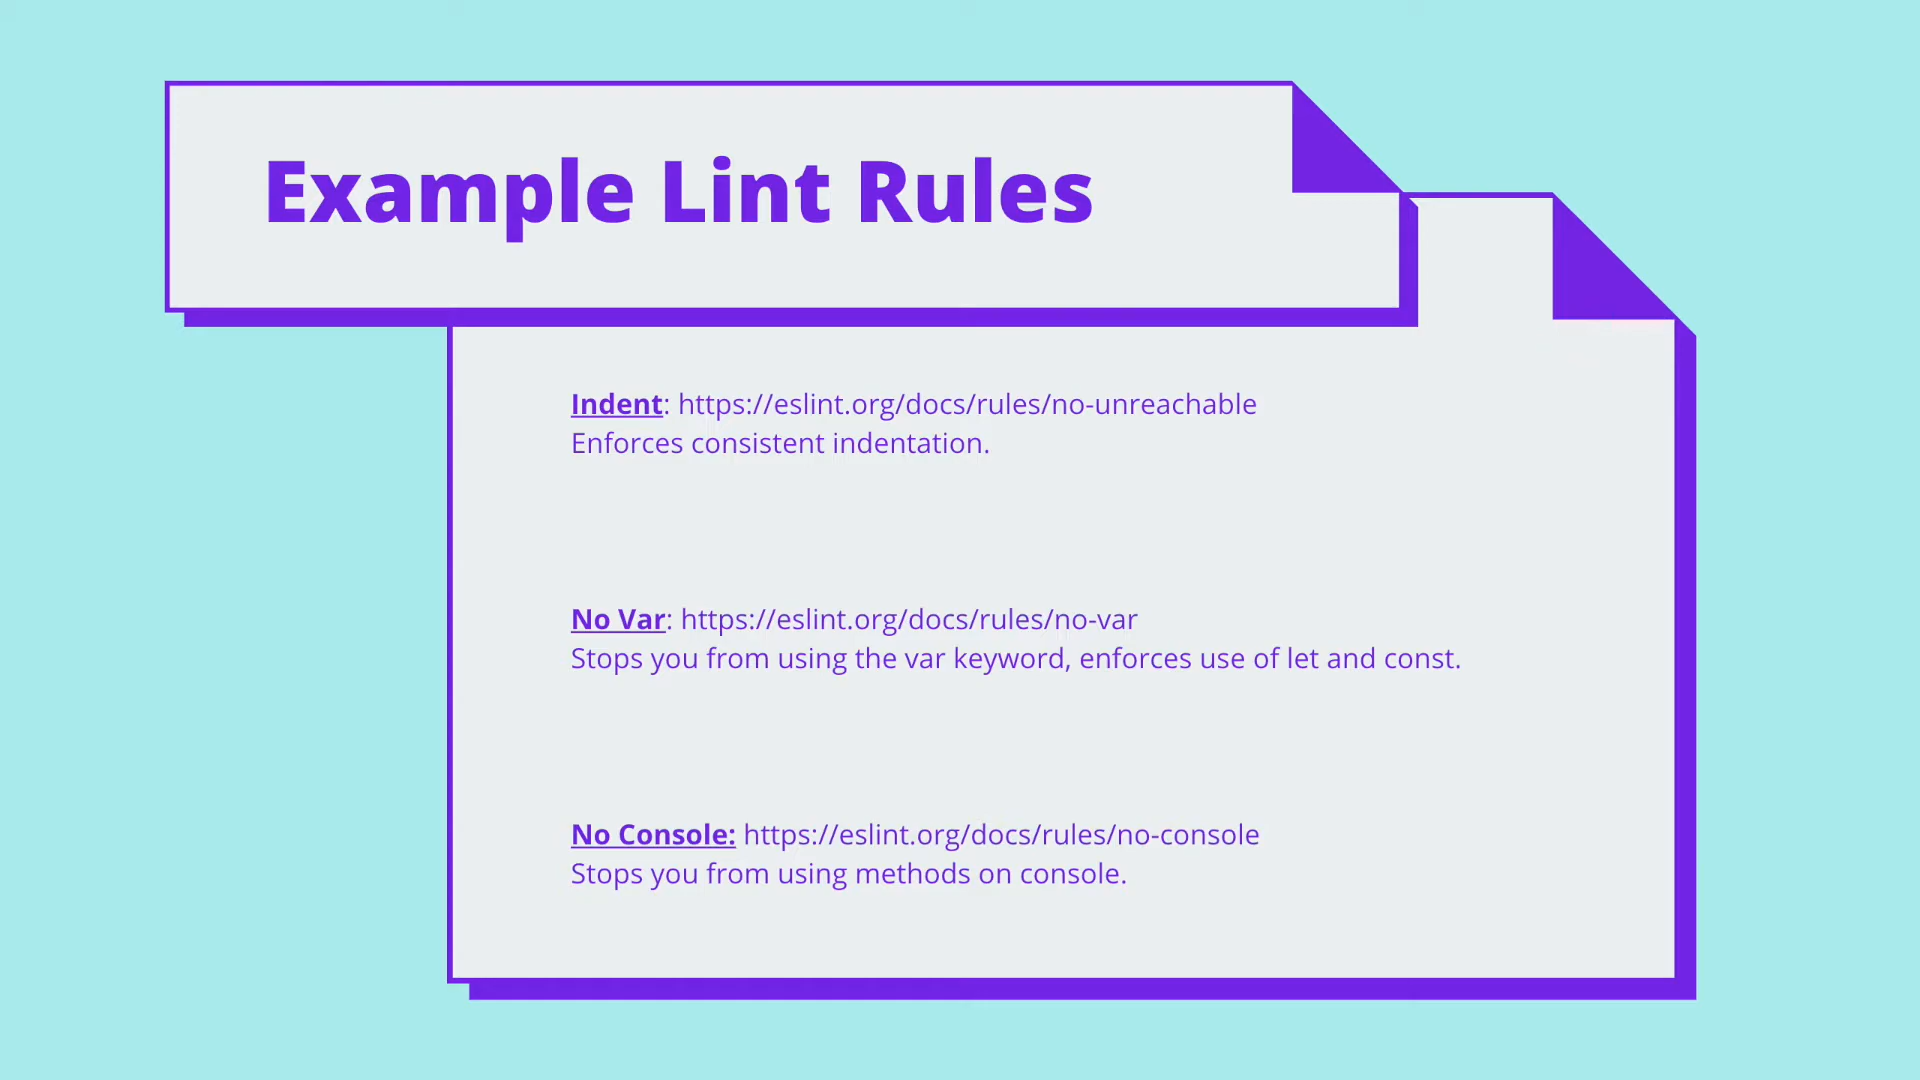 Example Lint Rules
Indent: https://eslint.org/docs/rules/no-unreachable
Enforces consistent indentation.
No Var: https://eslint.org/docs/rules/no-var
Stops you from using the var keyword, enforces use of let and const.
No Console: https://eslint.org/docs/rules/no-console
Stops you from using methods on console.